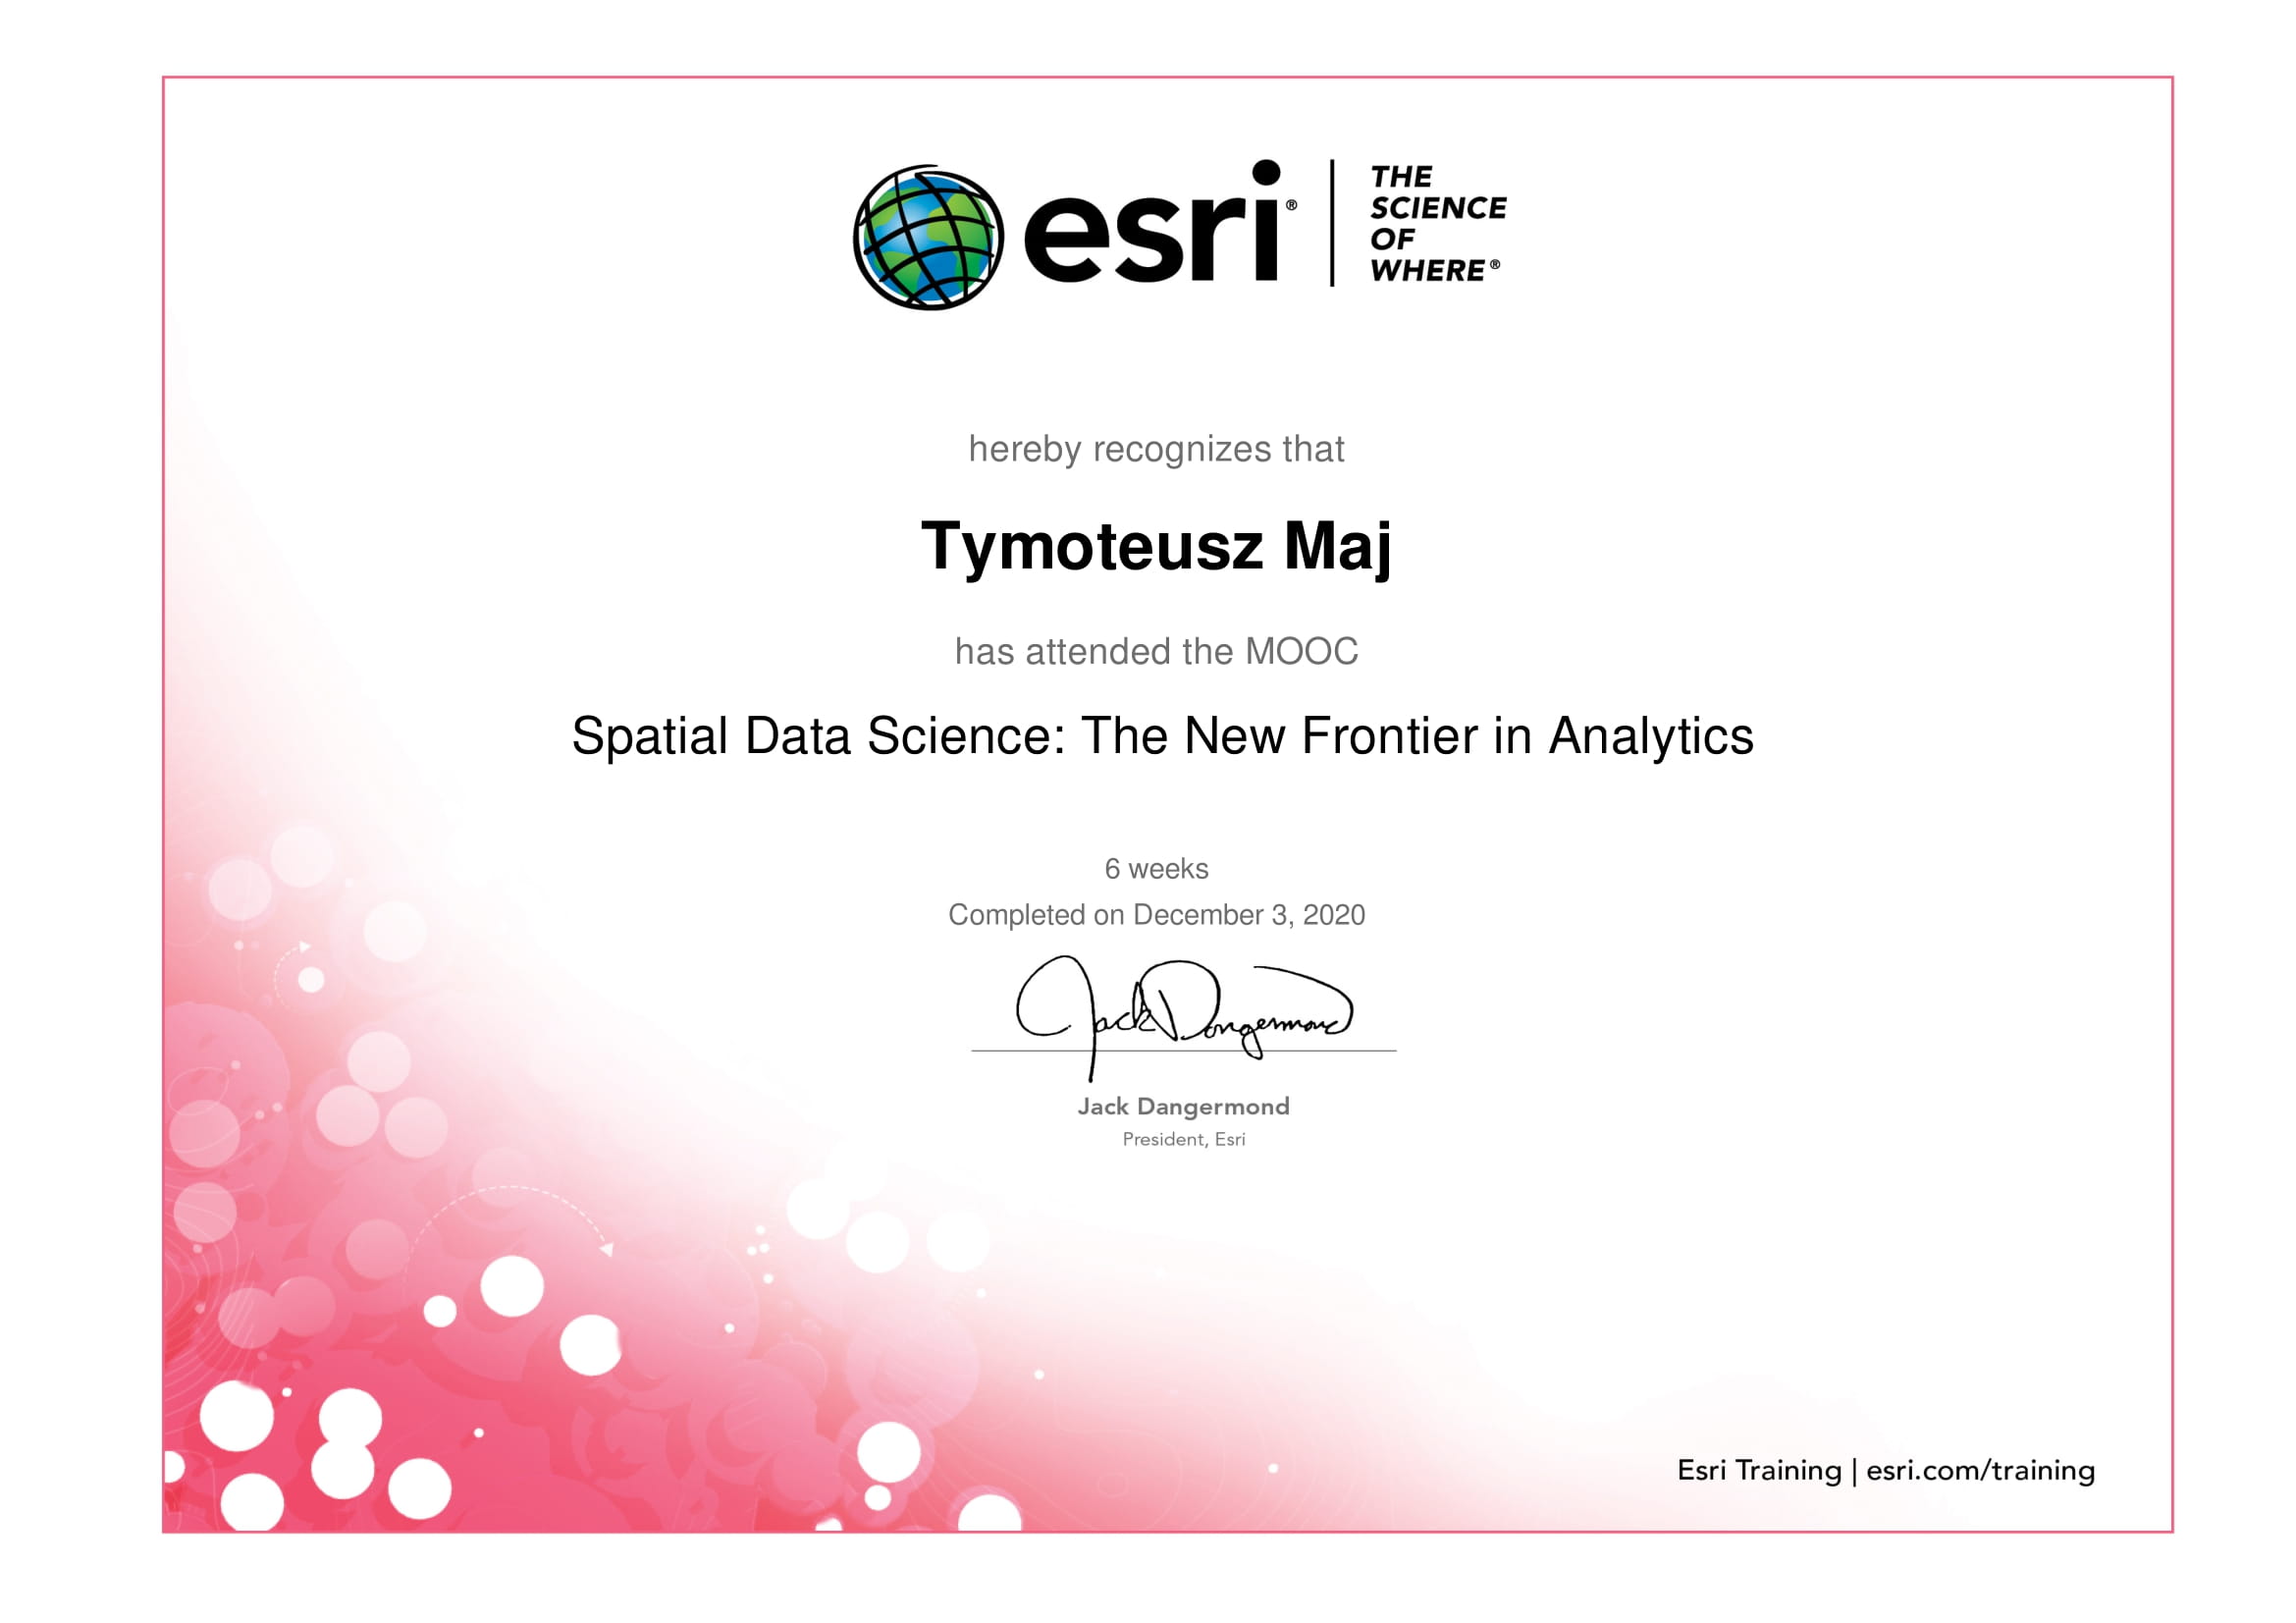 esri®
THE
SCIENCE
OF
WHERE®
hereby recognizes that
Tymoteusz Maj
has attended the MOOC
Spatial Data Science: The New Frontier in Analytics
6 weeks
Completed on December 3, 2020
Jack Dangermond
Jack Dangermond
President, Esri
Esri Training | esri.com/training